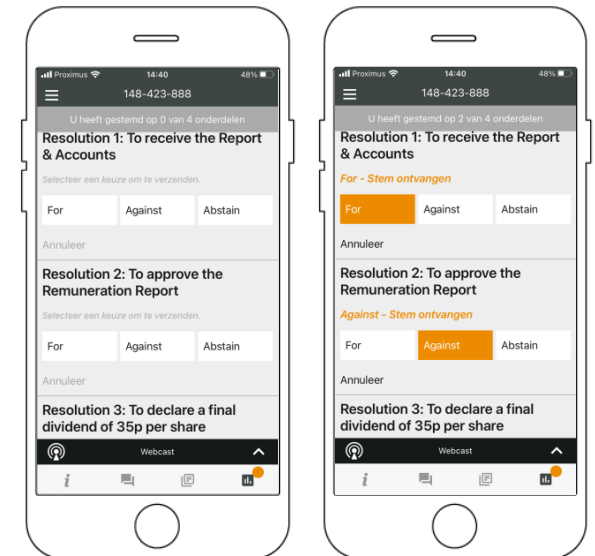 Proximus 14:40 48%
148-423-888
U heeft gestemd op 0 van 4 onderdelen
Resolution 1: To receive the Report
& Accounts
Selecteer een keuze om te verzenden.
For Against Abstain
Annuleer
Resolution 2: To approve the
Remuneration Report
Selecteer een keuze om te verzenden.
For Against Abstain
Annuleer
Resolution 3: To declare a final
dividend of 35p per share
Webcast
i
Proximus 14:40 48%
148-423-888
U heeft gestemd op 2 van 4 onderdelen
Resolution 1: To receive the Report
& Accounts
For - Stem ontvangen
For Against Abstain
Annuleer
Resolution 2: To approve the
Remuneration Report
Against - Stem ontvangen
For Against Abstain
Annuleer
Resolution 3: To declare a final
dividend of 35p per share
Webcast
i